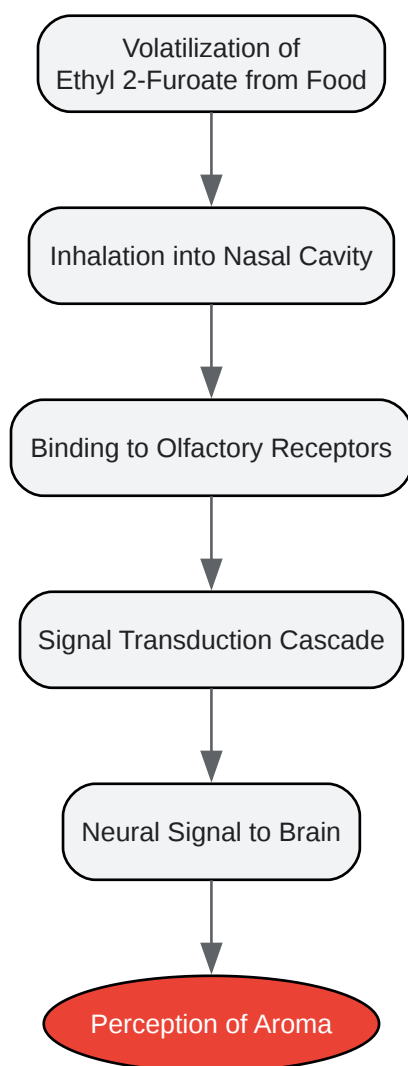 Volatilization of
Ethyl 2-Furoate from Food
Inhalation into Nasal Cavity
Binding to Olfactory Receptors
Signal Transduction Cascade
Neural Signal to Brain
Perception of Aroma